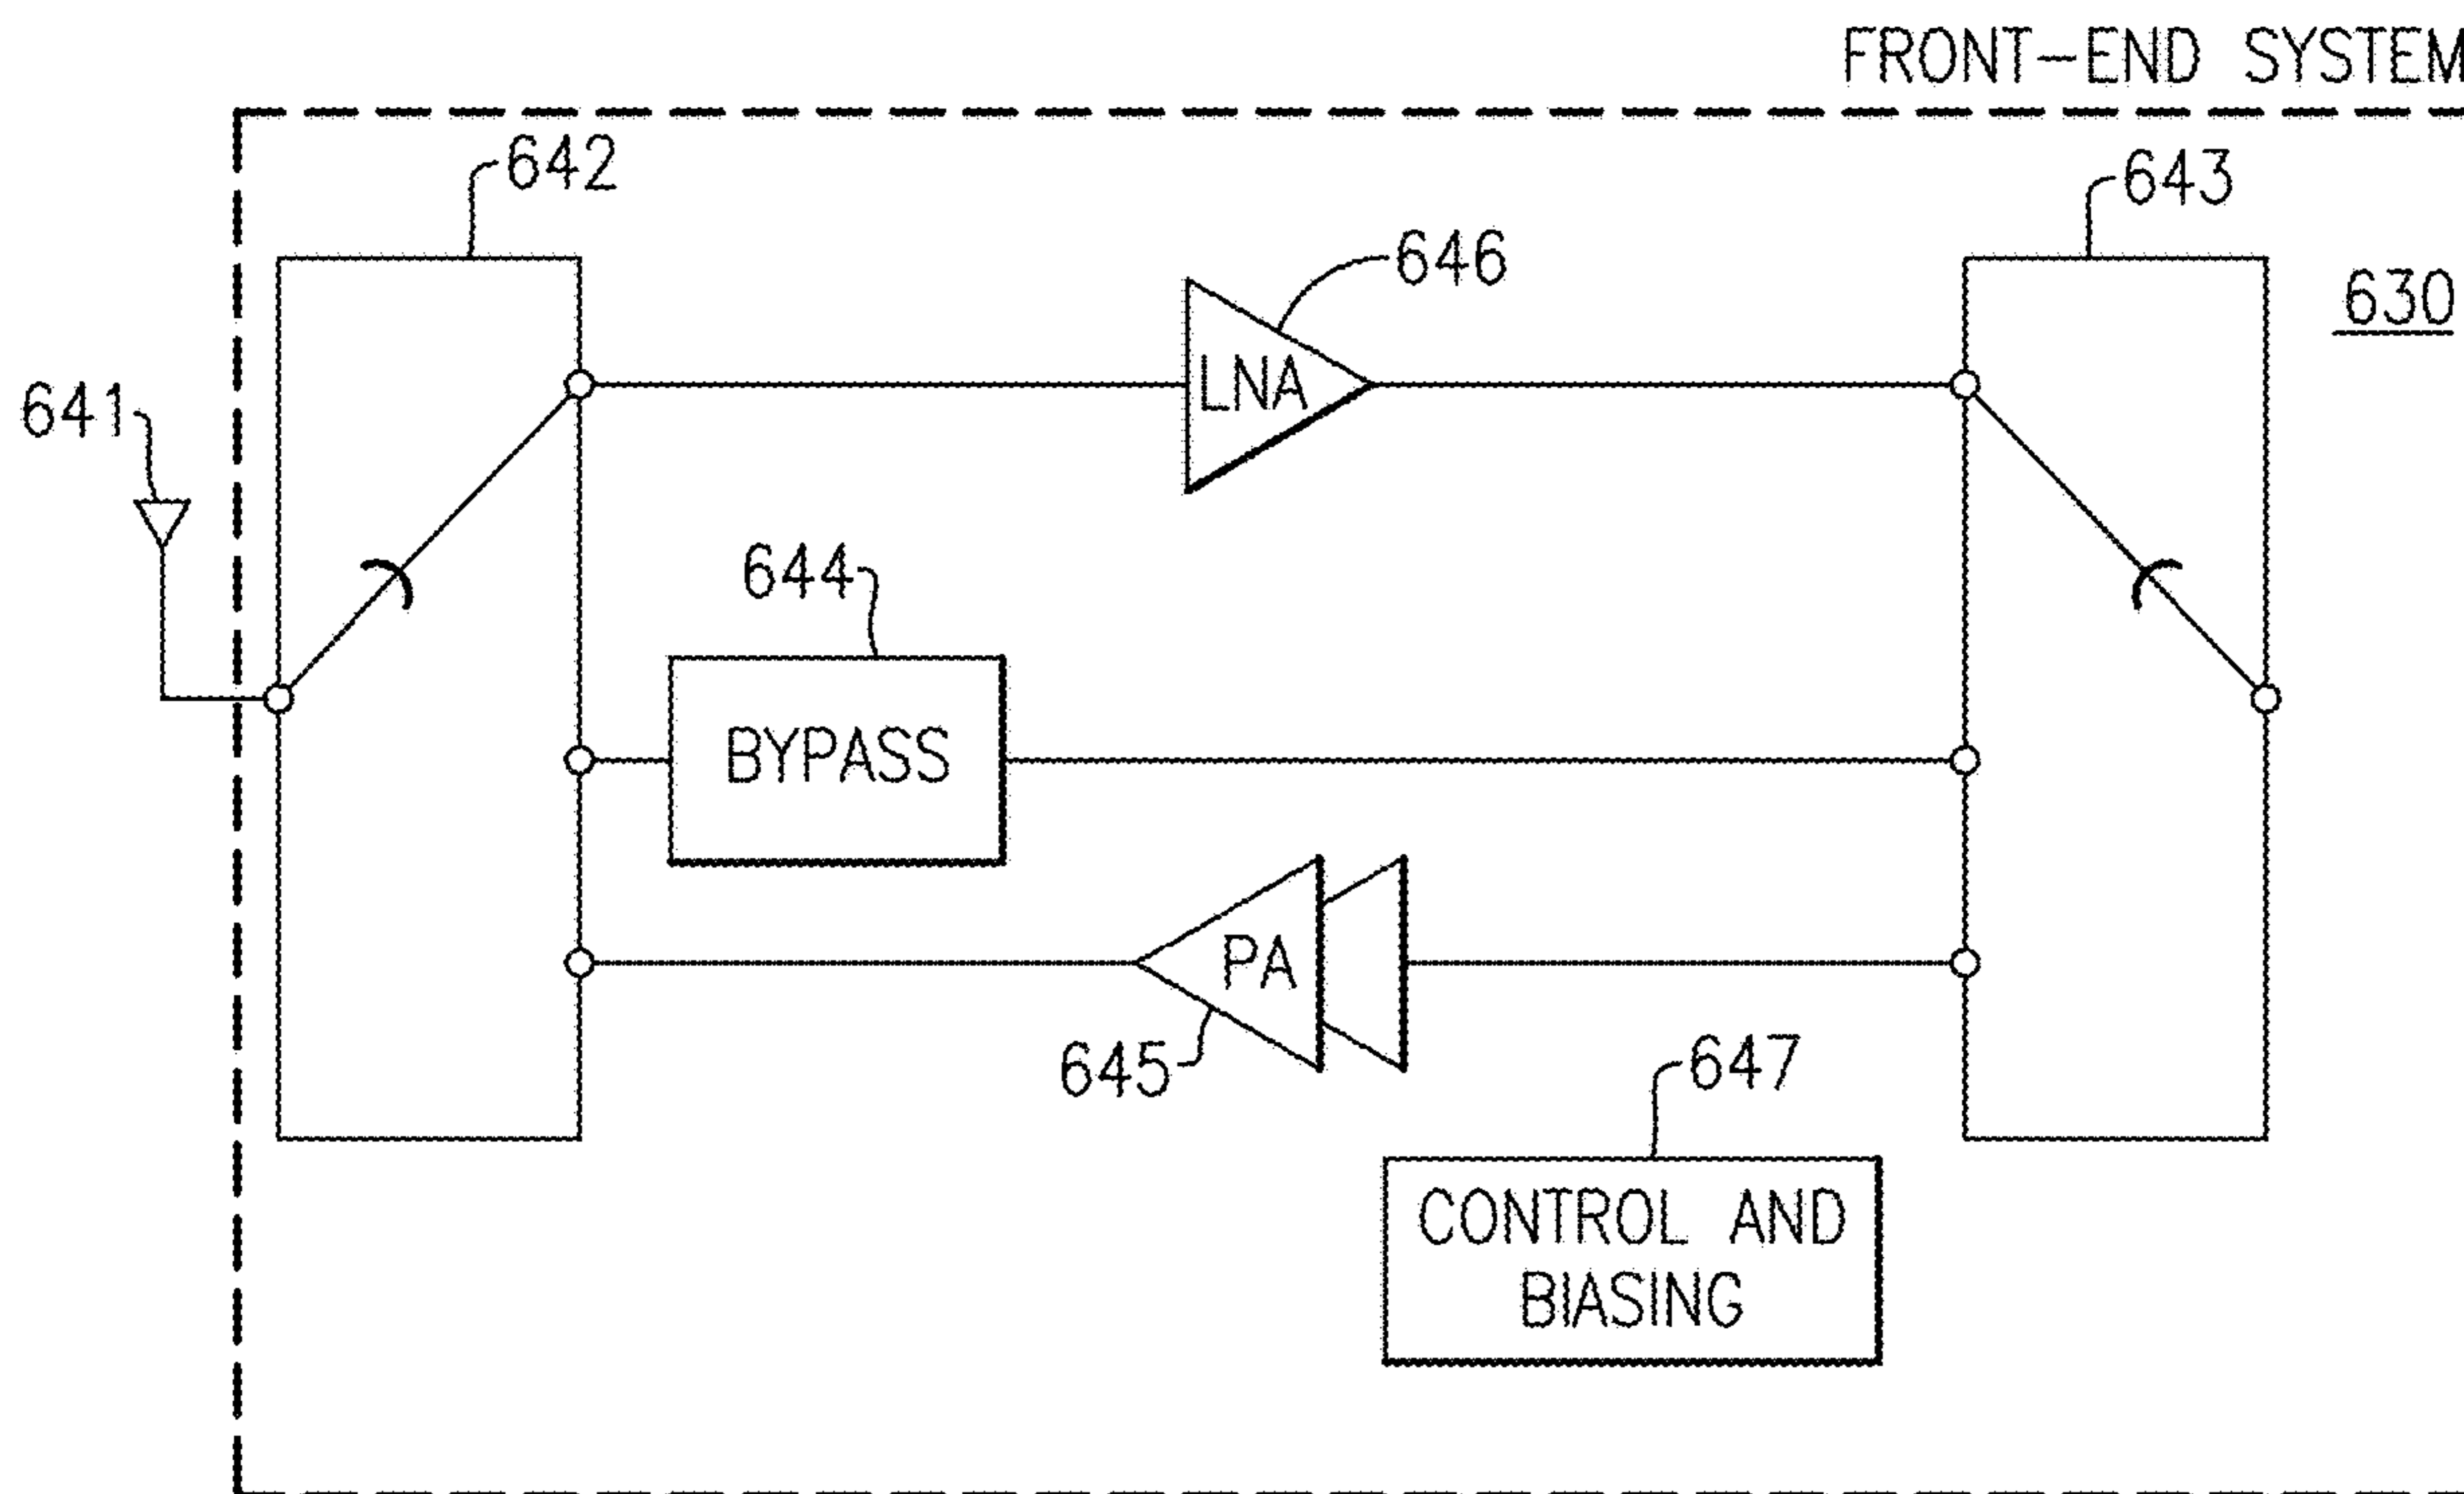 FRONT-END SYSTEM
642
643
646
630
LNA
641
644
BYPASS
PA
645
647
CONTROL AND
BIASING